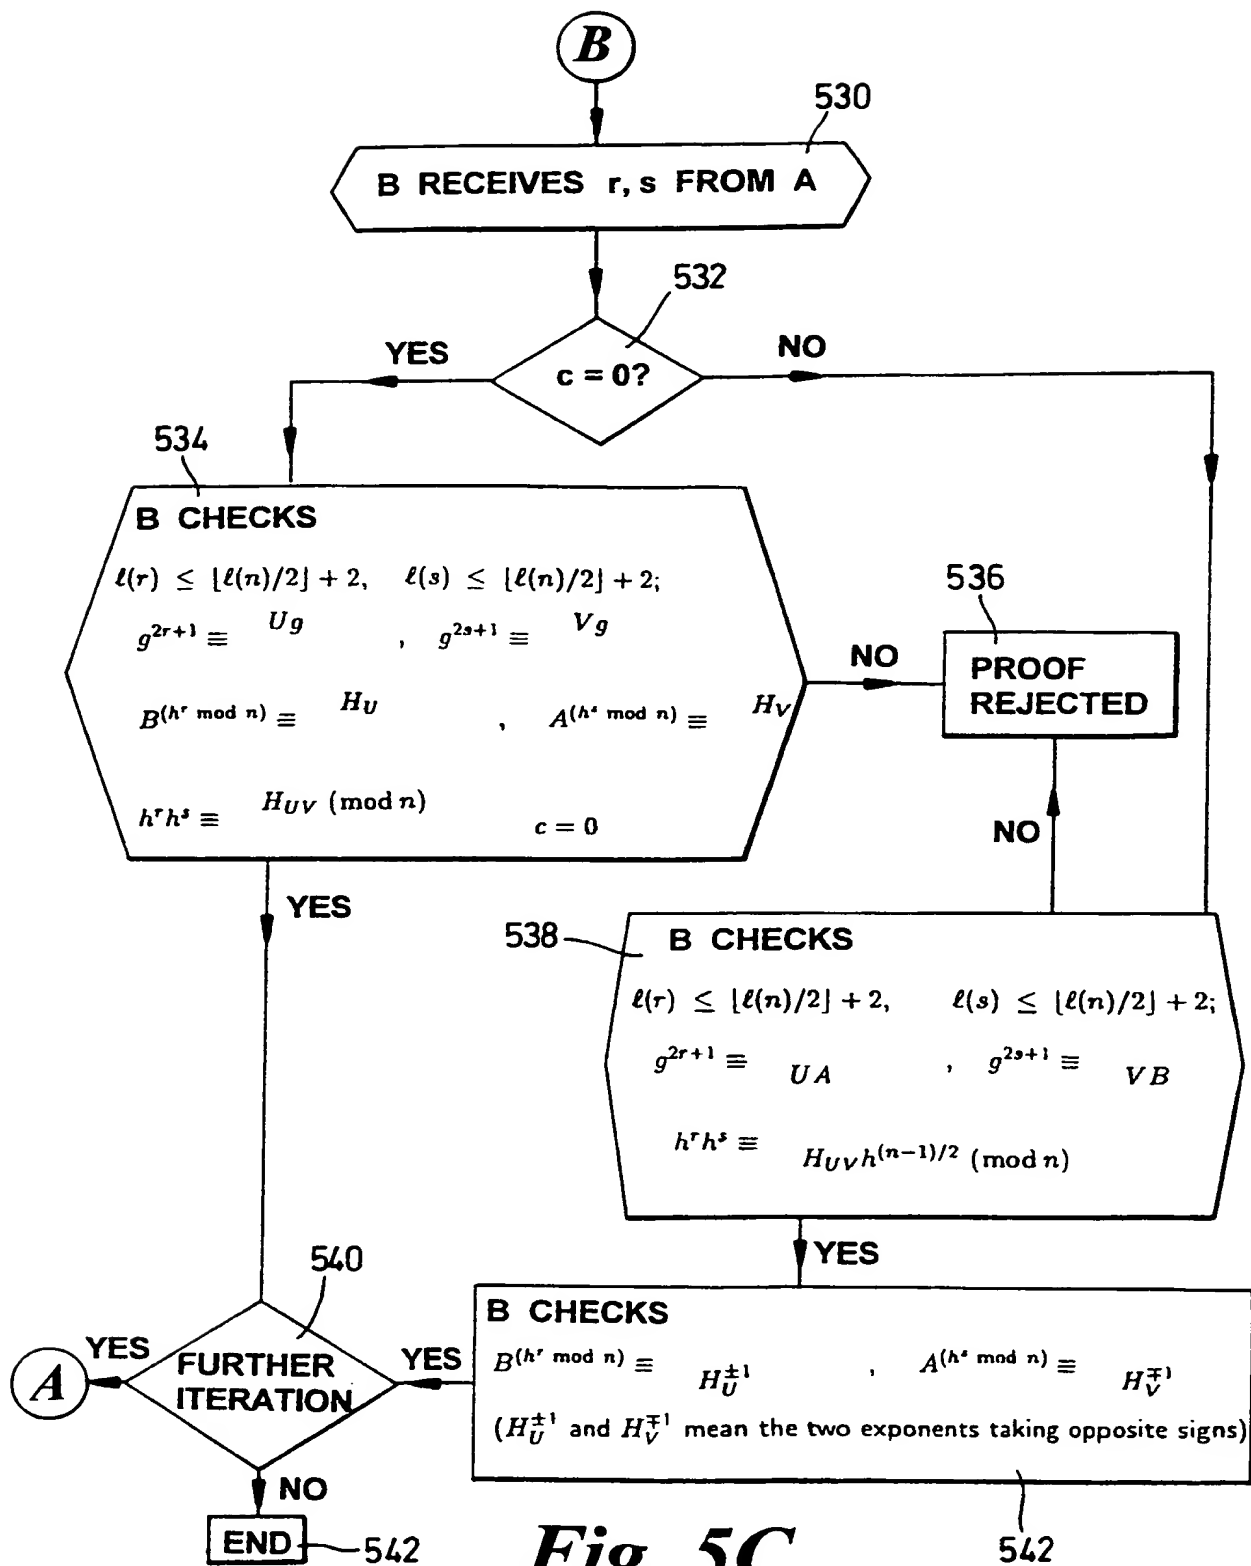 B
530
B RECEIVES r, s FROM A
532
YES
c = 0?
NO
534
B CHECKS
ℓ(r) ≤ ⌊ℓ(n)/2⌋ + 2, ℓ(s) ≤ ⌊ℓ(n)/2⌋ + 2;
g^{2r+1} ≡ Ug , g^{2s+1} ≡ Vg
B^{(h^r mod n)} ≡ H_U , A^{(h^s mod n)} ≡ H_V
h^r h^s ≡ H_{UV} (mod n) c = 0
NO
536
PROOF
REJECTED
NO
YES
538
B CHECKS
ℓ(r) ≤ ⌊ℓ(n)/2⌋ + 2, ℓ(s) ≤ ⌊ℓ(n)/2⌋ + 2;
g^{2r+1} ≡ UA , g^{2s+1} ≡ VB
h^r h^s ≡ H_{UV} h^{(n-1)/2} (mod n)
YES
B CHECKS
B^{(h^r mod n)} ≡ H_U^{±1} , A^{(h^s mod n)} ≡ H_V^{∓1}
(H_U^{±1} and H_V^{∓1} mean the two exponents taking opposite signs)
542
540
YES
FURTHER
ITERATION
YES
A
NO
END
542
Fig. 5C